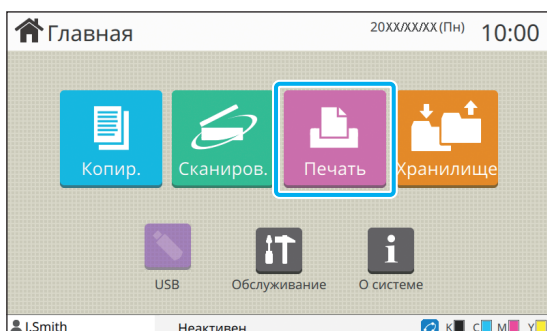 Главная
20XX/XX/XX (Пн) 10:00
Копир. Сканиров. Печать Хранилище
USB Обслуживание О системе
J.Smith Неактивен K C M Y